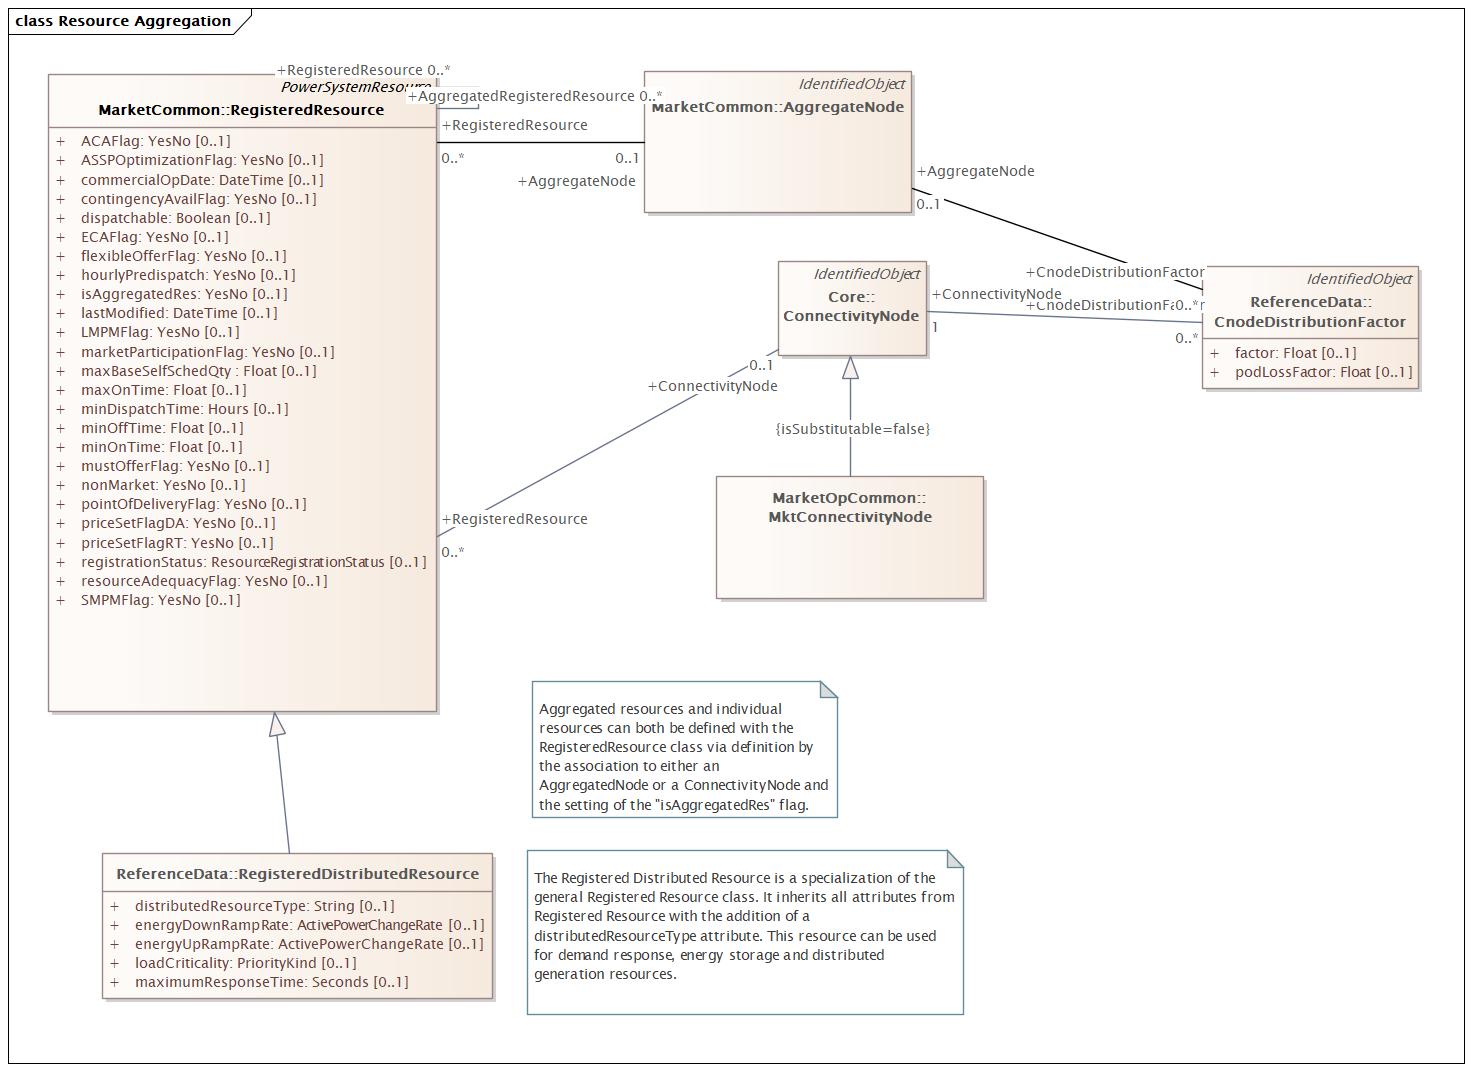 class Resource Aggregation
+RegisteredResource 0..*
PowerSystemResource
MarketCommon::RegisteredResource
+ ACAFlag: YesNo [0..1]
+ ASSPOptimizationFlag: YesNo [0..1]
+ commercialOpDate: DateTime [0..1]
+ contingencyAvailFlag: YesNo [0..1]
+ dispatchable: Boolean [0..1]
+ ECAFlag: YesNo [0..1]
+ flexibleOfferFlag: YesNo [0..1]
+ hourlyPredispatch: YesNo [0..1]
+ isAggregatedRes: YesNo [0..1]
+ lastModified: DateTime [0..1]
+ LMPMFlag: YesNo [0..1]
+ marketParticipationFlag: YesNo [0..1]
+ maxBaseSelfSchedQty : Float [0..1]
+ maxOnTime: Float [0..1]
+ minDispatchTime: Hours [0..1]
+ minOffTime: Float [0..1]
+ minOnTime: Float [0..1]
+ mustOfferFlag: YesNo [0..1]
+ nonMarket: YesNo [0..1]
+ pointOfDeliveryFlag: YesNo [0..1]
+ priceSetFlagDA: YesNo [0..1]
+ priceSetFlagRT: YesNo [0..1]
+ registrationStatus: ResourceRegistrationStatus [0..1]
+ resourceAdequacyFlag: YesNo [0..1]
+ SMPMFlag: YesNo [0..1]
+AggregatedRegisteredResource 0..*
+RegisteredResource
0..*
0..1
+AggregateNode
IdentifiedObject
MarketCommon::AggregateNode
+AggregateNode
0..1
+CnodeDistributionFactor
0..*
IdentifiedObject
Core::
ConnectivityNode
+ConnectivityNode
1
+CnodeDistributionFactor
0..*
IdentifiedObject
ReferenceData::
CnodeDistributionFactor
+ factor: Float [0..1]
+ podLossFactor: Float [0..1]
0..1
+ConnectivityNode
+RegisteredResource
0..*
{isSubstitutable=false}
MarketOpCommon::
MktConnectivityNode
Aggregated resources and individual
resources can both be defined with the
RegisteredResource class via definition by
the association to either an
AggregatedNode or a ConnectivityNode and
the setting of the "isAggregatedRes" flag.
ReferenceData::RegisteredDistributedResource
+ distributedResourceType: String [0..1]
+ energyDownRampRate: ActivePowerChangeRate [0..1]
+ energyUpRampRate: ActivePowerChangeRate [0..1]
+ loadCriticality: PriorityKind [0..1]
+ maximumResponseTime: Seconds [0..1]
The Registered Distributed Resource is a specialization of the
general Registered Resource class. It inherits all attributes from
Registered Resource with the addition of a
distributedResourceType attribute. This resource can be used
for demand response, energy storage and distributed
generation resources.